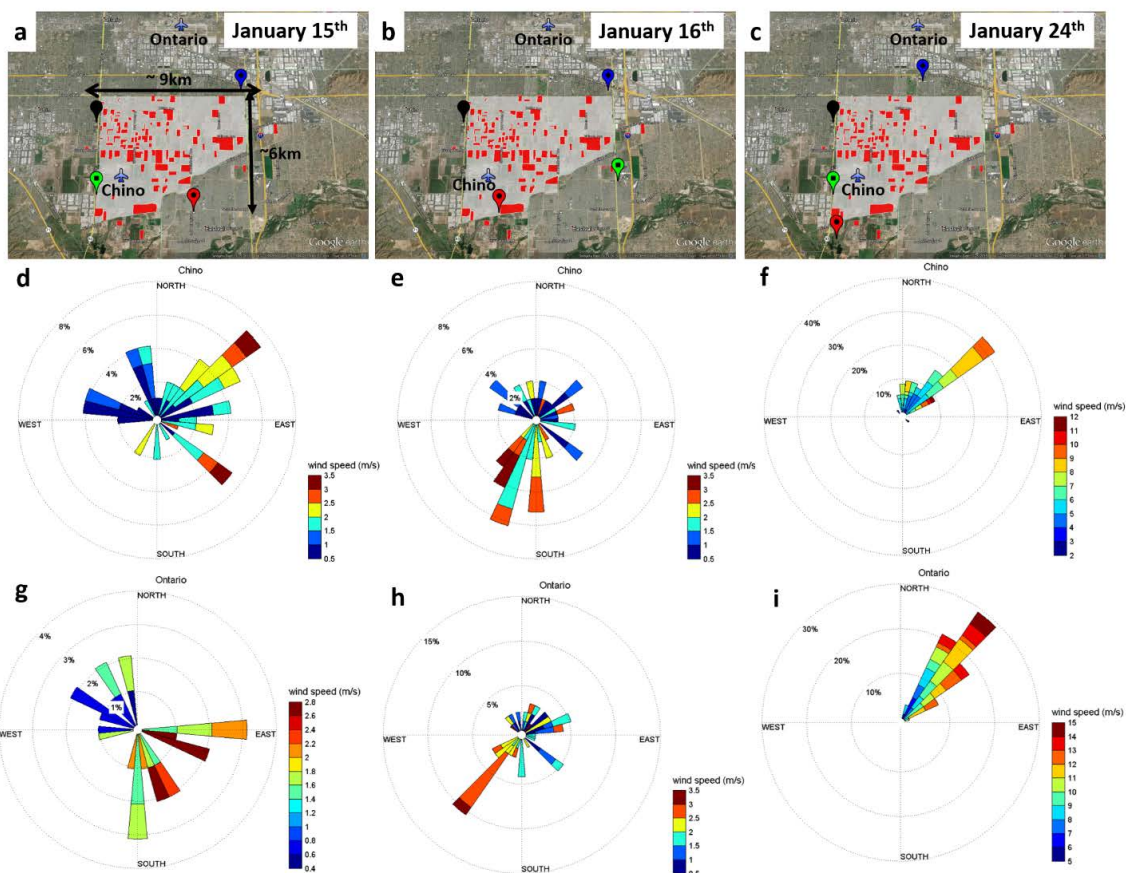 a
Ontario
January 15th
~ 9km
~6km
Chino
Google earth
b
Ontario
January 16th
Chino
Google earth
c
Ontario
January 24th
Chino
Google earth
d
Chino
NORTH
8%
6%
4%
2%
WEST
EAST
SOUTH
wind speed (m/s)
3.5
3
2.5
2
1.5
1
0.5
e
Chino
NORTH
8%
6%
4%
2%
WEST
EAST
SOUTH
wind speed (m/s
3.5
3
2.5
2
1.5
1
0.5
f
Chino
NORTH
40%
30%
20%
10%
WEST
EAST
SOUTH
wind speed (m/s)
12
11
10
9
8
7
6
5
4
3
2
g
Ontario
NORTH
4%
3%
2%
1%
WEST
EAST
SOUTH
wind speed (m/s)
2.8
2.6
2.4
2.2
2
1.8
1.6
1.4
1.2
1
0.8
0.6
0.4
h
Ontario
NORTH
15%
10%
5%
WEST
EAST
SOUTH
wind speed (m/s)
3.5
3
2.5
2
1.5
1
0.5
i
Ontario
NORTH
30%
20%
10%
WEST
EAST
SOUTH
wind speed (m/s)
15
14
13
12
11
10
9
8
7
6
5